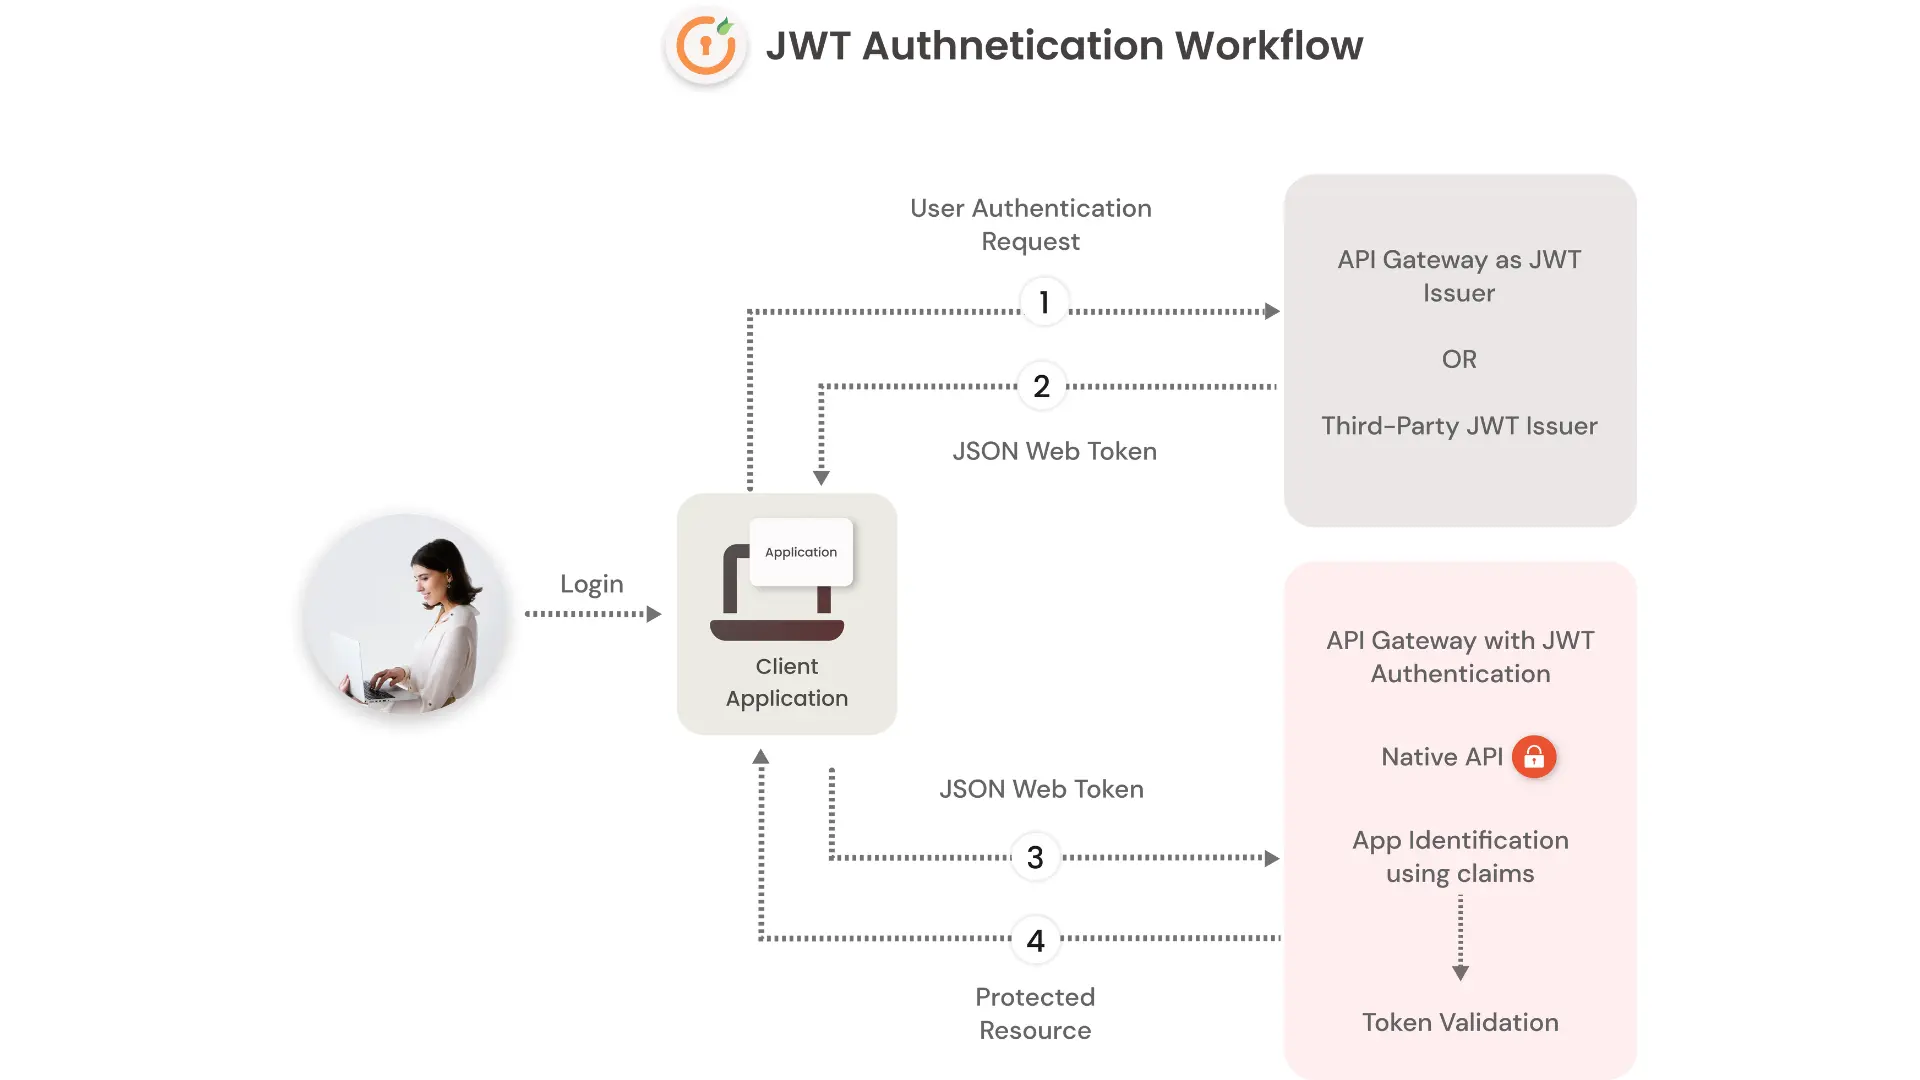 JWT Authnetication Workflow
User Authentication
Request
1
2
JSON Web Token
API Gateway as JWT
Issuer
OR
Third-Party JWT Issuer
Login
Application
Client
Application
JSON Web Token
3
4
Protected
Resource
API Gateway with JWT
Authentication
Native API
App Identification
using claims
Token Validation